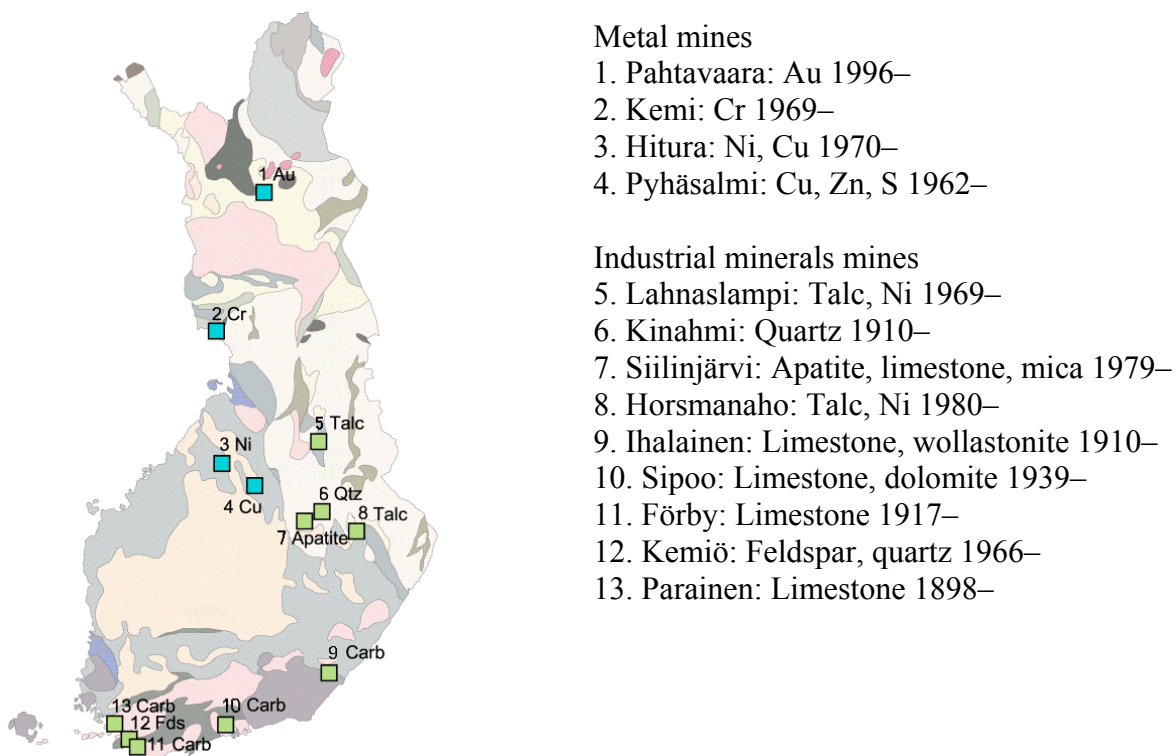 Metal mines
1. Pahtavaara: Au 1996–
2. Kemi: Cr 1969–
3. Hitura: Ni, Cu 1970–
4. Pyhäsalmi: Cu, Zn, S 1962–
Industrial minerals mines
5. Lahnaslampi: Talc, Ni 1969–
6. Kinahmi: Quartz 1910–
7. Siilinjärvi: Apatite, limestone, mica 1979–
8. Horsmanaho: Talc, Ni 1980–
9. Ihalainen: Limestone, wollastonite 1910–
10. Sipoo: Limestone, dolomite 1939–
11. Förby: Limestone 1917–
12. Kemiö: Feldspar, quartz 1966–
13. Parainen: Limestone 1898–
1 Au
2 Cr
5 Talc
3 Ni
4 Cu
6 Qtz
8 Talc
7 Apatite
9 Carb
13 Carb
10 Carb
12 Fds
11 Carb